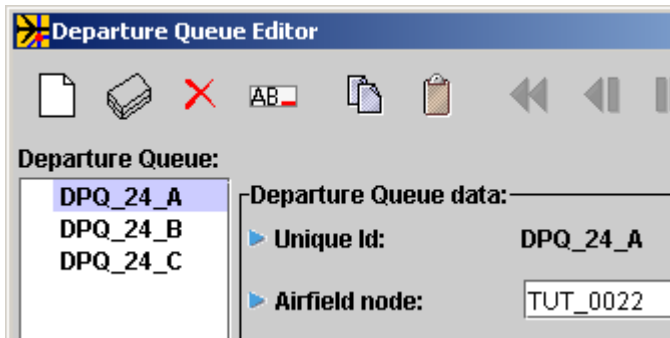 Departure Queue Editor
AB
Departure Queue:
DPQ_24_A
DPQ_24_B
DPQ_24_C
Departure Queue data:
Unique Id: DPQ_24_A
Airfield node: TUT_0022